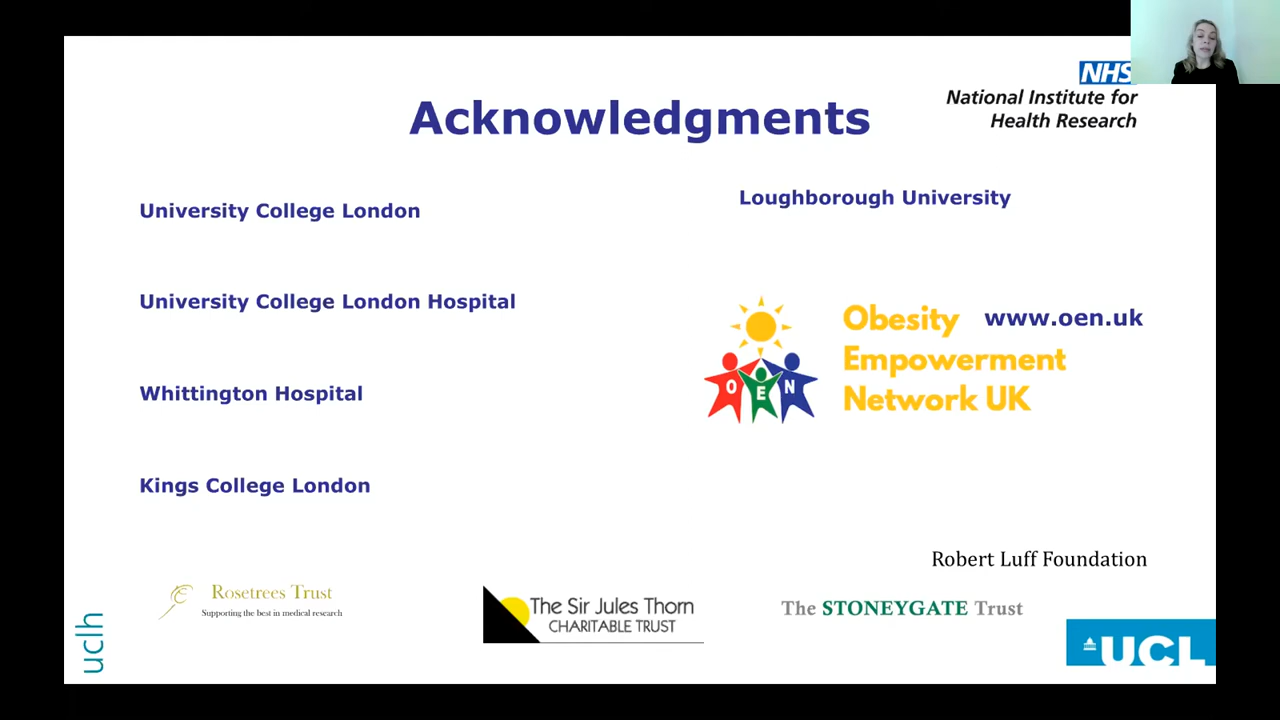 NHS
National Institute for
Health Research
Acknowledgments
University College London
Loughborough University
University College London Hospital
Whittington Hospital
Kings College London
O E N
Obesity
Empowerment
Network UK
www.oen.uk
Robert Luff Foundation
Rosetrees Trust
Supporting the best in medical research
The Sir Jules Thorn
CHARITABLE TRUST
The STONEYGATE Trust
uclh
UCL